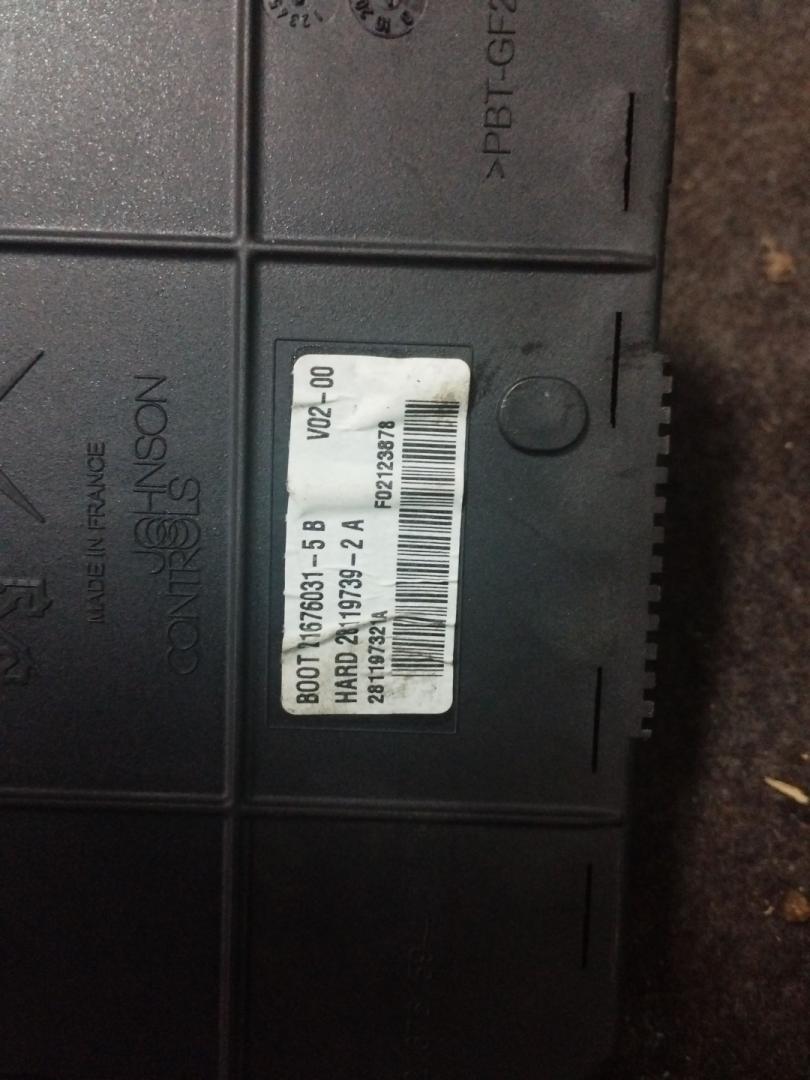 MADE IN FRANCE
JOHNSON
CONTROLS
BOOT 21676031-5 B V02-00
HARD 28119739-2 A
281197321A F02123878
>PBT-GF2